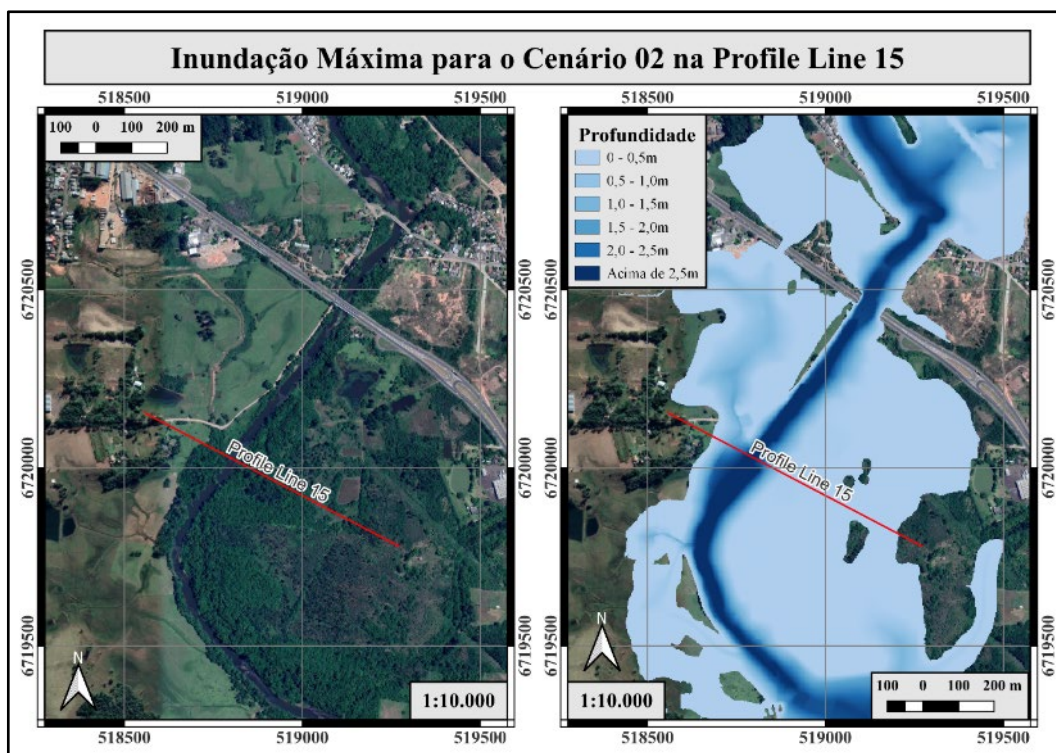 Inundação Máxima para o Cenário 02 na Profile Line 15
518500 519000 519500
100 0 100 200 m
6720500
6720000
6719500
Profile Line 15
N
1:10.000
518500 519000 519500
518500 519000 519500
Profundidade
0 - 0,5m
0,5 - 1,0m
1,0 - 1,5m
1,5 - 2,0m
2,0 - 2,5m
Acima de 2,5m
6720500
6720000
6719500
Profile Line 15
N
1:10.000
100 0 100 200 m
518500 519000 519500